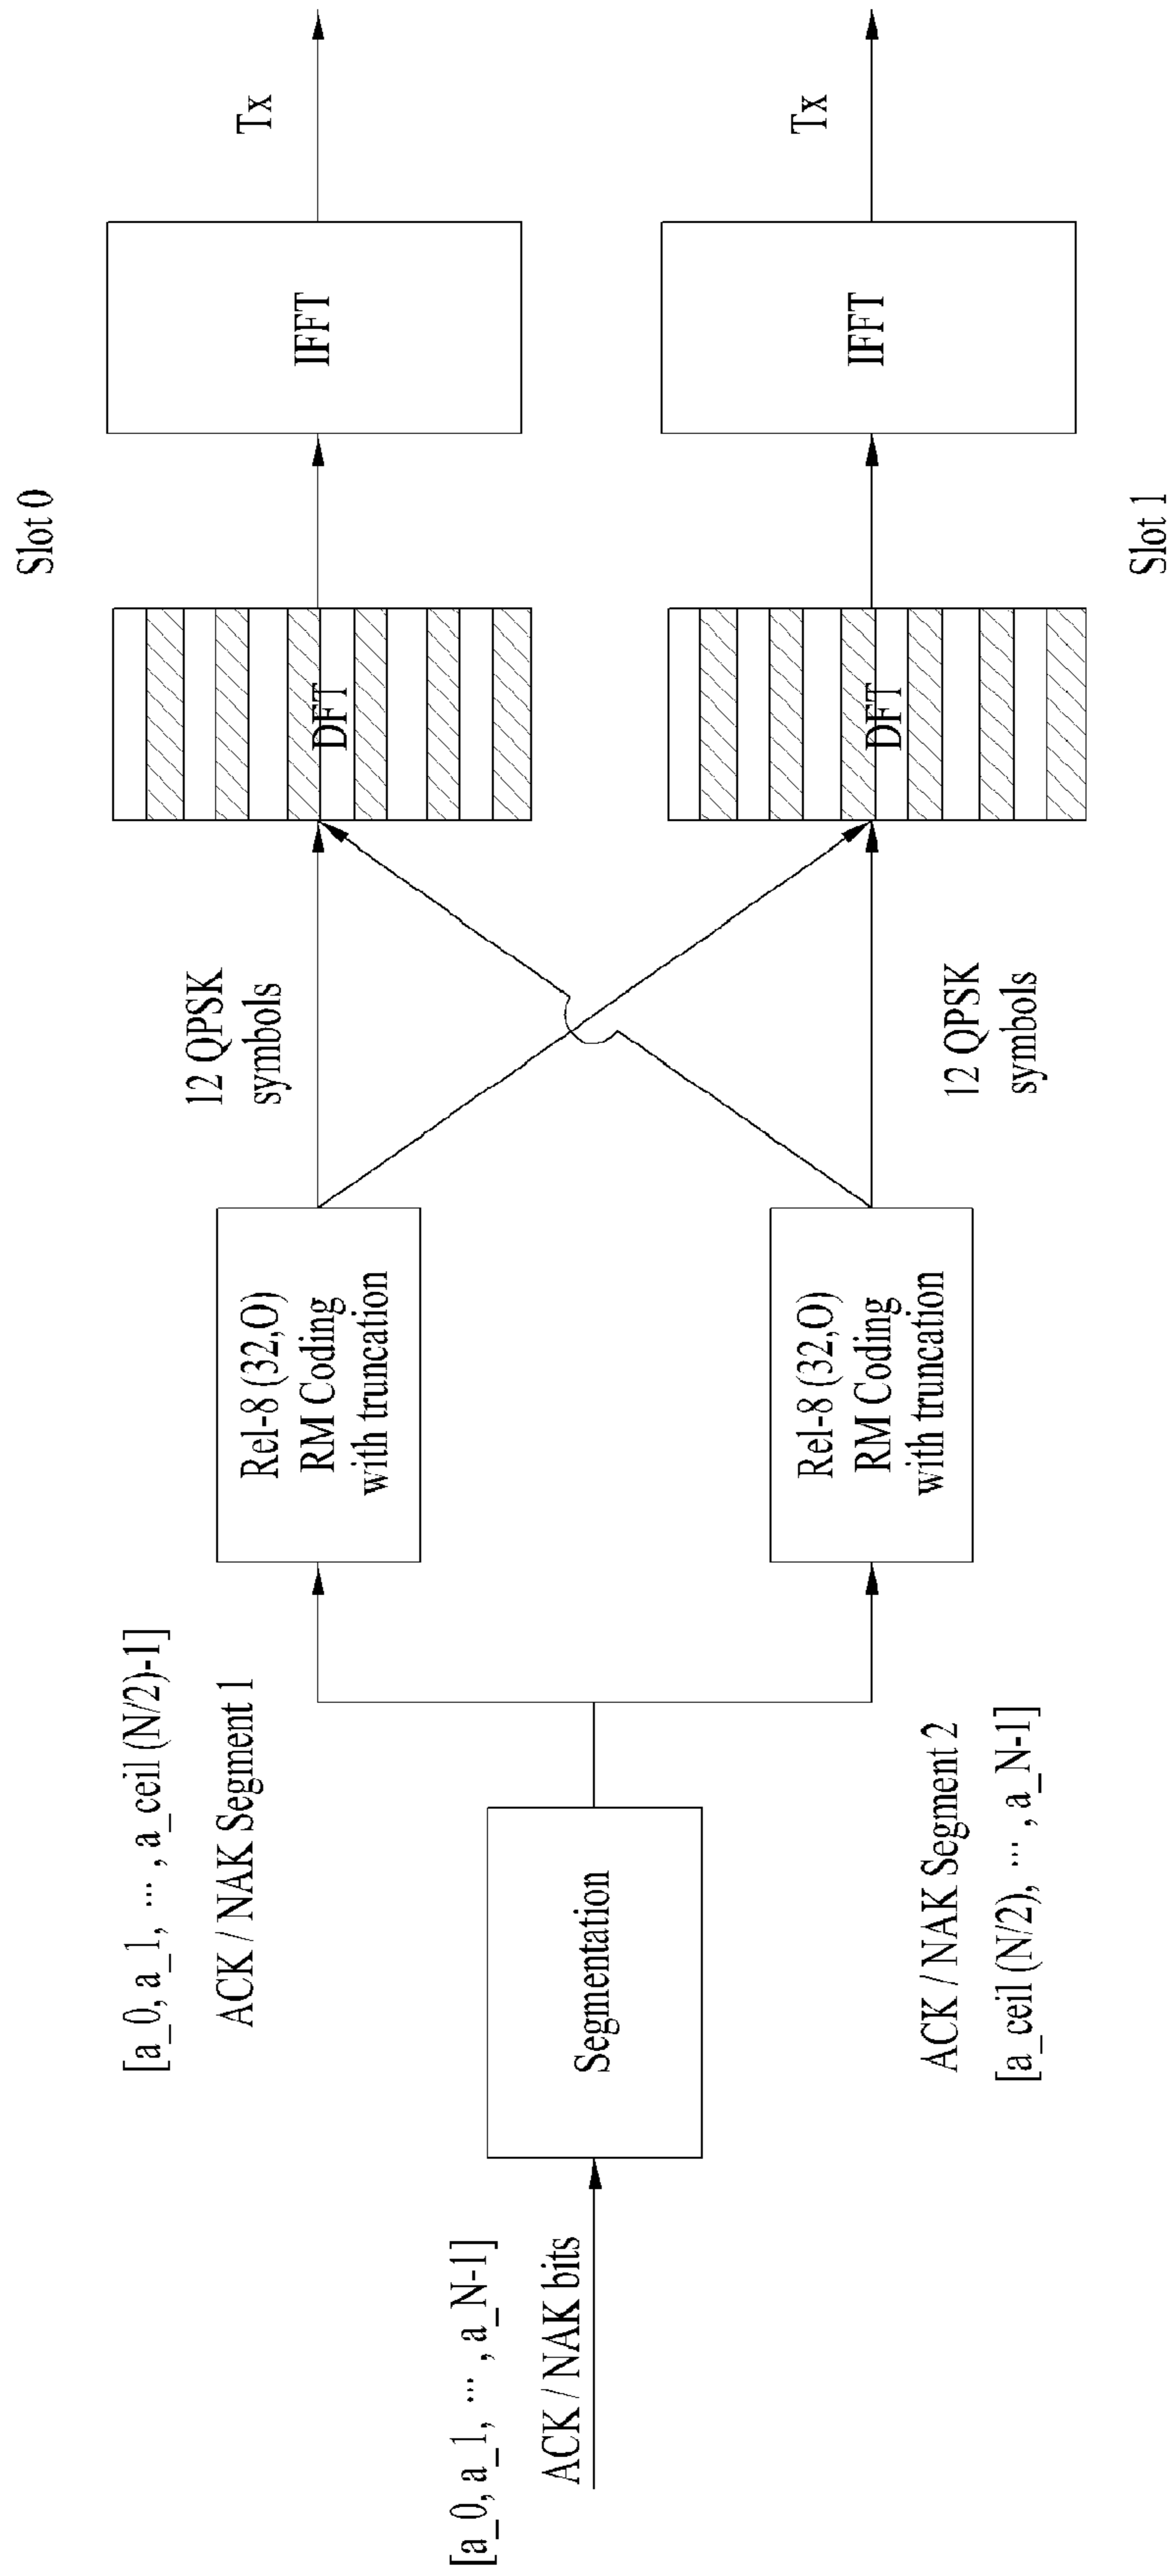 [a_0, a_1, ··· , a_N-1]
ACK / NAK bits
Segmentation
[a_0, a_1, ··· , a_ceil (N/2)-1]
ACK / NAK Segment 1
ACK / NAK Segment 2
[a_ceil (N/2), ··· , a_N-1]
Rel-8 (32,O)
RM Coding
with truncation
Rel-8 (32,O)
RM Coding
with truncation
12 QPSK
symbols
12 QPSK
symbols
Slot 0
DFT
IFFT
Tx
DFT
IFFT
Tx
Slot 1